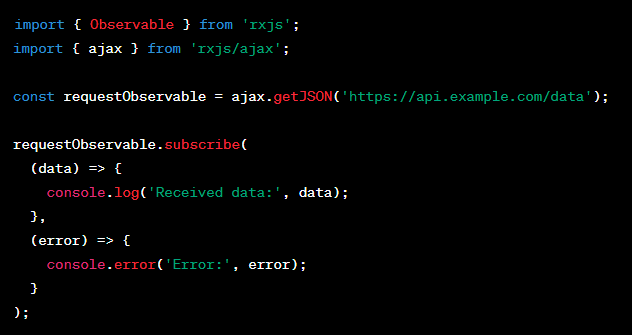 import { Observable } from 'rxjs';
import { ajax } from 'rxjs/ajax';
const requestObservable = ajax.getJSON('https://api.example.com/data');
requestObservable.subscribe(
  (data) => {
    console.log('Received data:', data);
  },
  (error) => {
    console.error('Error:', error);
  }
);